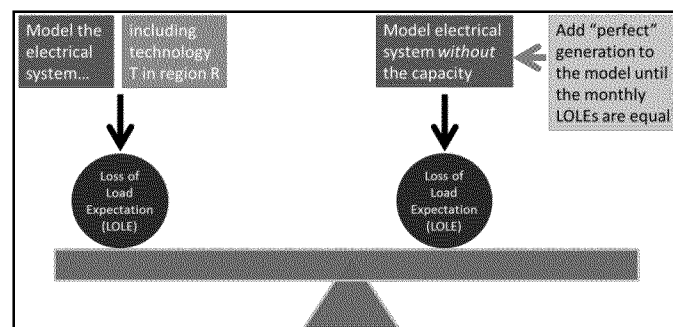 Model the
electrical
system…
including
technology
T in region R
Model electrical
system without
the capacity
Add “perfect”
generation to
the model until
the monthly
LOLEs are equal
Loss of
Load
Expectation
(LOLE)
Loss of
Load
Expectation
(LOLE)